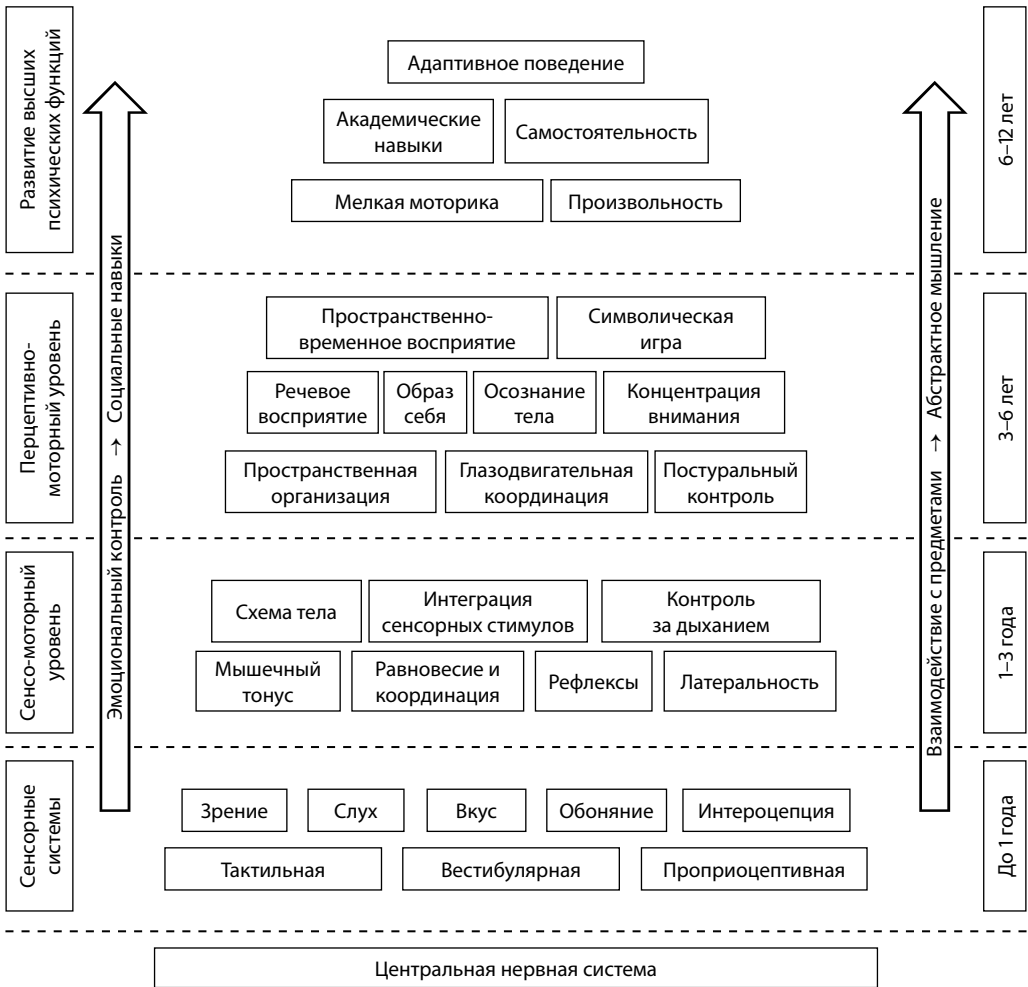 Развитие высших
психических функций
Адаптивное поведение
Академические
навыки
Самостоятельность
Мелкая моторика
Произвольность
6–12 лет
Эмоциональный контроль → Социальные навыки
Взаимодействие с предметами → Абстрактное мышление
Перцептивно-
моторный уровень
Пространственно-
временное восприятие
Символическая
игра
Речевое
восприятие
Образ
себя
Осознание
тела
Концентрация
внимания
Пространственная
организация
Глазодвигательная
координация
Постуральный
контроль
3–6 лет
Сенсо-моторный
уровень
Схема тела
Интеграция
сенсорных стимулов
Контроль
за дыханием
Мышечный
тонус
Равновесие и
координация
Рефлексы
Латеральность
1–3 года
Сенсорные
системы
Зрение
Слух
Вкус
Обоняние
Интероцепция
Тактильная
Вестибулярная
Проприоцептивная
До 1 года
Центральная нервная система